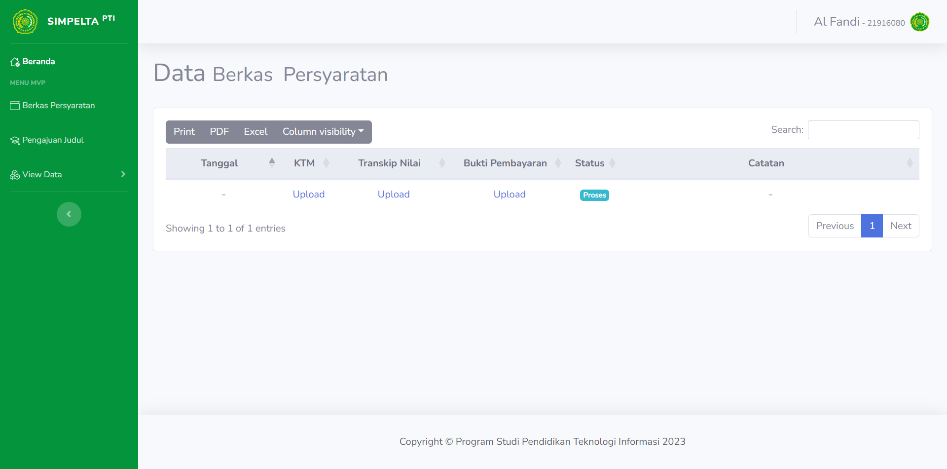 SIMPELTA PTI
Al Fandi - 21916080
Beranda
MENU MVP
Berkas Persyaratan
Pengajuan Judul
View Data
Data Berkas Persyaratan
Print PDF Excel Column visibility
Search:
Tanggal KTM Transkip Nilai Bukti Pembayaran Status Catatan
- Upload Upload Upload Proses -
Showing 1 to 1 of 1 entries
Previous 1 Next
Copyright © Program Studi Pendidikan Teknologi Informasi 2023